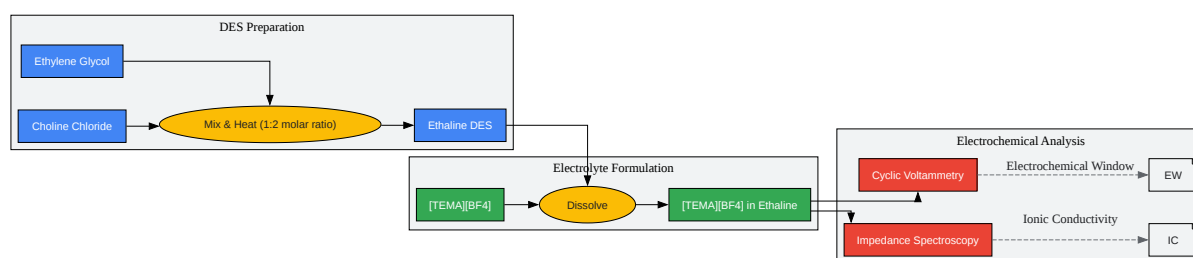 DES Preparation
Ethylene Glycol
Choline Chloride
Mix & Heat (1:2 molar ratio)
Ethaline DES
Electrolyte Formulation
[TEMA][BF4]
Dissolve
[TEMA][BF4] in Ethaline
Electrochemical Analysis
Cyclic Voltammetry
Electrochemical Window
EW
Impedance Spectroscopy
Ionic Conductivity
IC